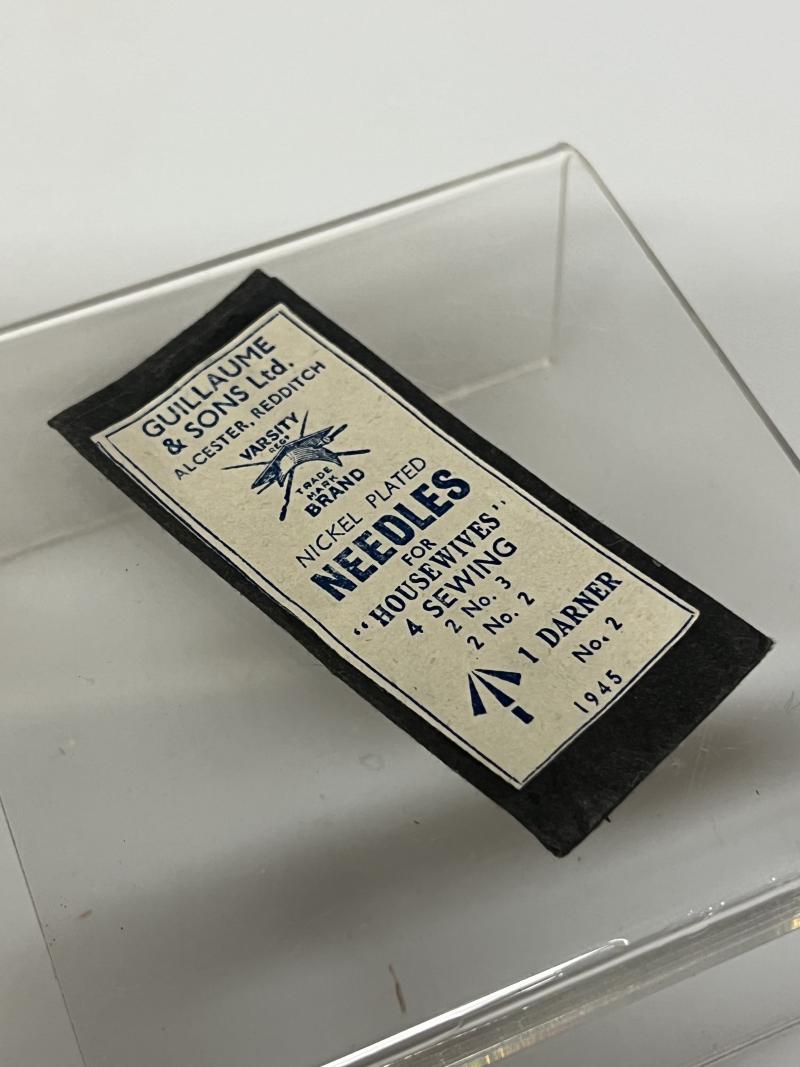 GUILLAUME
& SONS Ltd.
ALCESTER, REDDITCH
VARSITY
REGD
TRADE
MARK
BRAND
NICKEL PLATED
NEEDLES
FOR
"HOUSEWIVES"
4 SEWING
2 No. 3
2 No. 2
1 DARNER
No. 2
1945